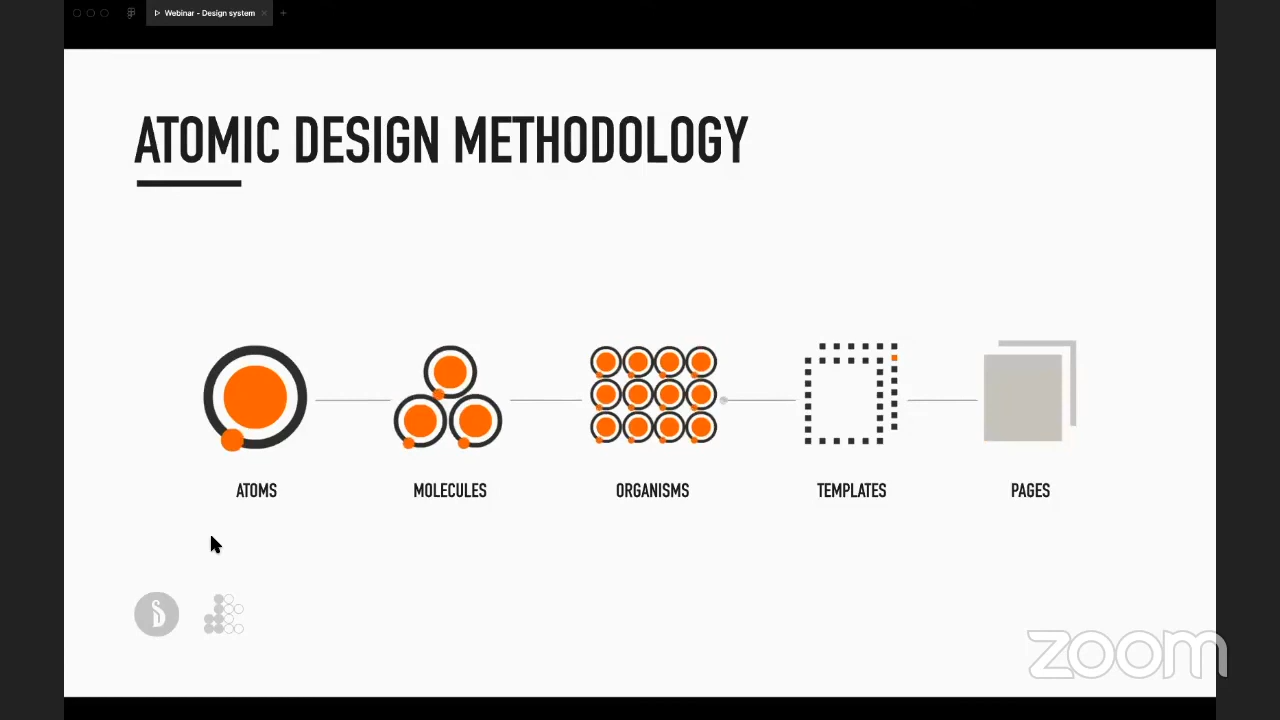 Webinar - Design system
ATOMIC DESIGN METHODOLOGY
ATOMS
MOLECULES
ORGANISMS
TEMPLATES
PAGES
zoom